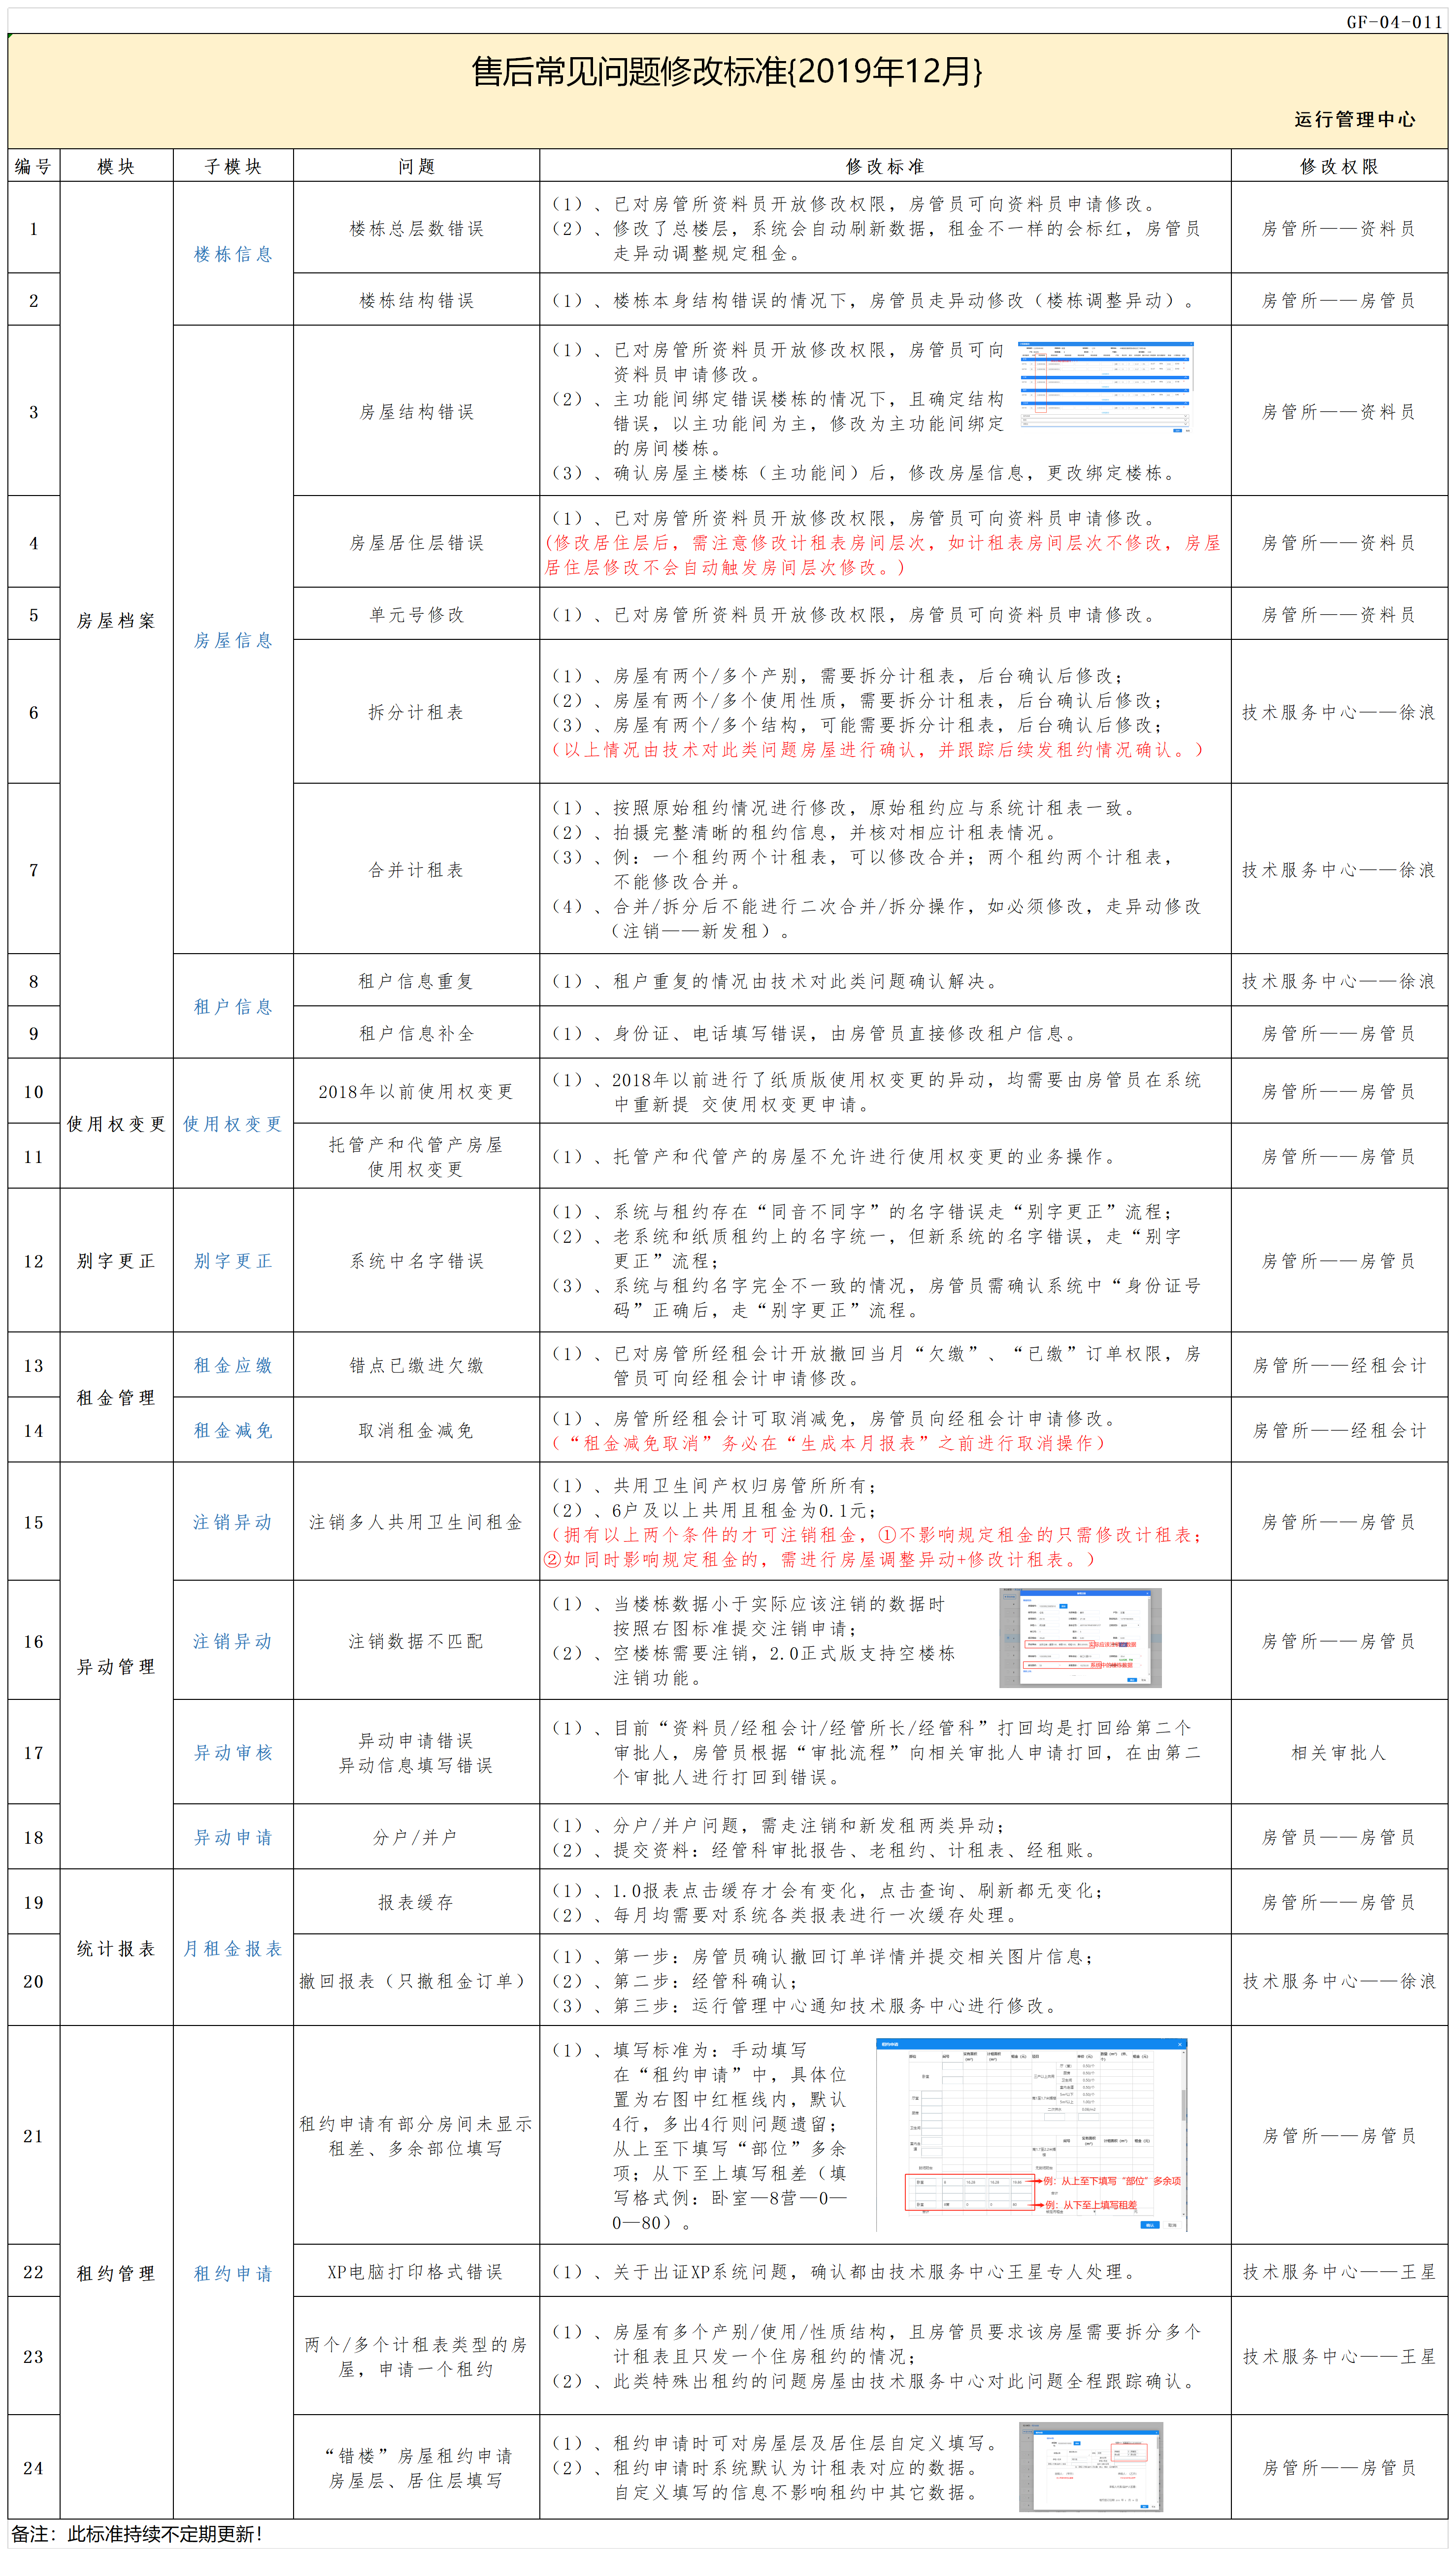 GF-04-011
售后常见问题修改标准{2019年12月}
运行管理中心
编号 模块 子模块 问题 修改标准 修改权限
房屋档案
楼栋信息
1
楼栋总层数错误
（1）、已对房管所资料员开放修改权限，房管员可向资料员申请修改。
（2）、修改了总楼层，系统会自动刷新数据，租金不一样的会标红，房管员
走异动调整规定租金。
房管所——资料员
2
楼栋结构错误
（1）、楼栋本身结构错误的情况下，房管员走异动修改（楼栋调整异动）。
房管所——房管员
房屋信息
3
房屋结构错误
（1）、已对房管所资料员开放修改权限，房管员可向
资料员申请修改。
（2）、主功能间绑定错误楼栋的情况下，且确定结构
错误，以主功能间为主，修改为主功能间绑定
的房间楼栋。
（3）、确认房屋主楼栋（主功能间）后，修改房屋信息，更改绑定楼栋。
房管所——资料员
4
房屋居住层错误
（1）、已对房管所资料员开放修改权限，房管员可向资料员申请修改。
(修改居住层后，需注意修改计租表房间层次，如计租表房间层次不修改，房屋
居住层修改不会自动触发房间层次修改。)
房管所——资料员
5
单元号修改
（1）、已对房管所资料员开放修改权限，房管员可向资料员申请修改。
房管所——资料员
6
拆分计租表
（1）、房屋有两个/多个产别，需要拆分计租表，后台确认后修改；
（2）、房屋有两个/多个使用性质，需要拆分计租表，后台确认后修改；
（3）、房屋有两个/多个结构，可能需要拆分计租表，后台确认后修改；
（以上情况由技术对此类问题房屋进行确认，并跟踪后续发租约情况确认。）
技术服务中心——徐浪
7
合并计租表
（1）、按照原始租约情况进行修改，原始租约应与系统计租表一致。
（2）、拍摄完整清晰的租约信息，并核对相应计租表情况。
（3）、例：一个租约两个计租表，可以修改合并；两个租约两个计租表，
不能修改合并。
（4）、合并/拆分后不能进行二次合并/拆分操作，如必须修改，走异动修改
（注销——新发租）。
技术服务中心——徐浪
租户信息
8
租户信息重复
（1）、租户重复的情况由技术对此类问题确认解决。
技术服务中心——徐浪
9
租户信息补全
（1）、身份证、电话填写错误，由房管员直接修改租户信息。
房管所——房管员
使用权变更
使用权变更
10
2018年以前使用权变更
（1）、2018年以前进行了纸质版使用权变更的异动，均需要由房管员在系统
中重新提 交使用权变更申请。
房管所——房管员
11
托管产和代管产房屋
使用权变更
（1）、托管产和代管产的房屋不允许进行使用权变更的业务操作。
房管所——房管员
12
别字更正
别字更正
系统中名字错误
（1）、系统与租约存在“同音不同字”的名字错误走“别字更正”流程；
（2）、老系统和纸质租约上的名字统一，但新系统的名字错误，走“别字
更正”流程；
（3）、系统与租约名字完全不一致的情况，房管员需确认系统中“身份证号
码”正确后，走“别字更正”流程。
房管所——房管员
租金管理
13
租金应缴
错点已缴进欠缴
（1）、已对房管所经租会计开放撤回当月“欠缴”、“已缴”订单权限，房
管员可向经租会计申请修改。
房管所——经租会计
14
租金减免
取消租金减免
（1）、房管所经租会计可取消减免，房管员向经租会计申请修改。
（“租金减免取消”务必在“生成本月报表”之前进行取消操作）
房管所——经租会计
异动管理
15
注销异动
注销多人共用卫生间租金
（1）、共用卫生间产权归房管所所有；
（2）、6户及以上共用且租金为0.1元；
（拥有以上两个条件的才可注销租金，①不影响规定租金的只需修改计租表；
②如同时影响规定租金的，需进行房屋调整异动+修改计租表。）
房管所——房管员
16
注销异动
注销数据不匹配
（1）、当楼栋数据小于实际应该注销的数据时
按照右图标准提交注销申请；
（2）、空楼栋需要注销，2.0正式版支持空楼栋
注销功能。
房管所——房管员
17
异动审核
异动申请错误
异动信息填写错误
（1）、目前“资料员/经租会计/经管所长/经管科”打回均是打回给第二个
审批人，房管员根据“审批流程”向相关审批人申请打回，在由第二
个审批人进行打回到错误。
相关审批人
18
异动申请
分户/并户
（1）、分户/并户问题，需走注销和新发租两类异动；
（2）、提交资料：经管科审批报告、老租约、计租表、经租账。
房管员——房管员
统计报表
月租金报表
19
报表缓存
（1）、1.0报表点击缓存才会有变化，点击查询、刷新都无变化；
（2）、每月均需要对系统各类报表进行一次缓存处理。
房管所——房管员
20
撤回报表（只撤租金订单）
（1）、第一步：房管员确认撤回订单详情并提交相关图片信息；
（2）、第二步：经管科确认；
（3）、第三步：运行管理中心通知技术服务中心进行修改。
技术服务中心——徐浪
租约管理
租约申请
21
租约申请有部分房间未显示
租差、多余部位填写
（1）、填写标准为：手动填写
在“租约申请”中，具体位
置为右图中红框线内，默认
4行，多出4行则问题遗留；
从上至下填写“部位”多余
项；从下至上填写租差（填
写格式例：卧室—8营—0—
0—80）。
例：从上至下填写“部位”多余项
例：从下至上填写租差
房管所——房管员
22
XP电脑打印格式错误
（1）、关于出证XP系统问题，确认都由技术服务中心王星专人处理。
技术服务中心——王星
23
两个/多个计租表类型的房
屋，申请一个租约
（1）、房屋有多个产别/使用/性质结构，且房管员要求该房屋需要拆分多个
计租表且只发一个住房租约的情况；
（2）、此类特殊出租约的问题房屋由技术服务中心对此问题全程跟踪确认。
技术服务中心——王星
24
“错楼”房屋租约申请
房屋层、居住层填写
（1）、租约申请时可对房屋层及居住层自定义填写。
（2）、租约申请时系统默认为计租表对应的数据。
自定义填写的信息不影响租约中其它数据。
房管所——房管员
备注：此标准持续不定期更新！